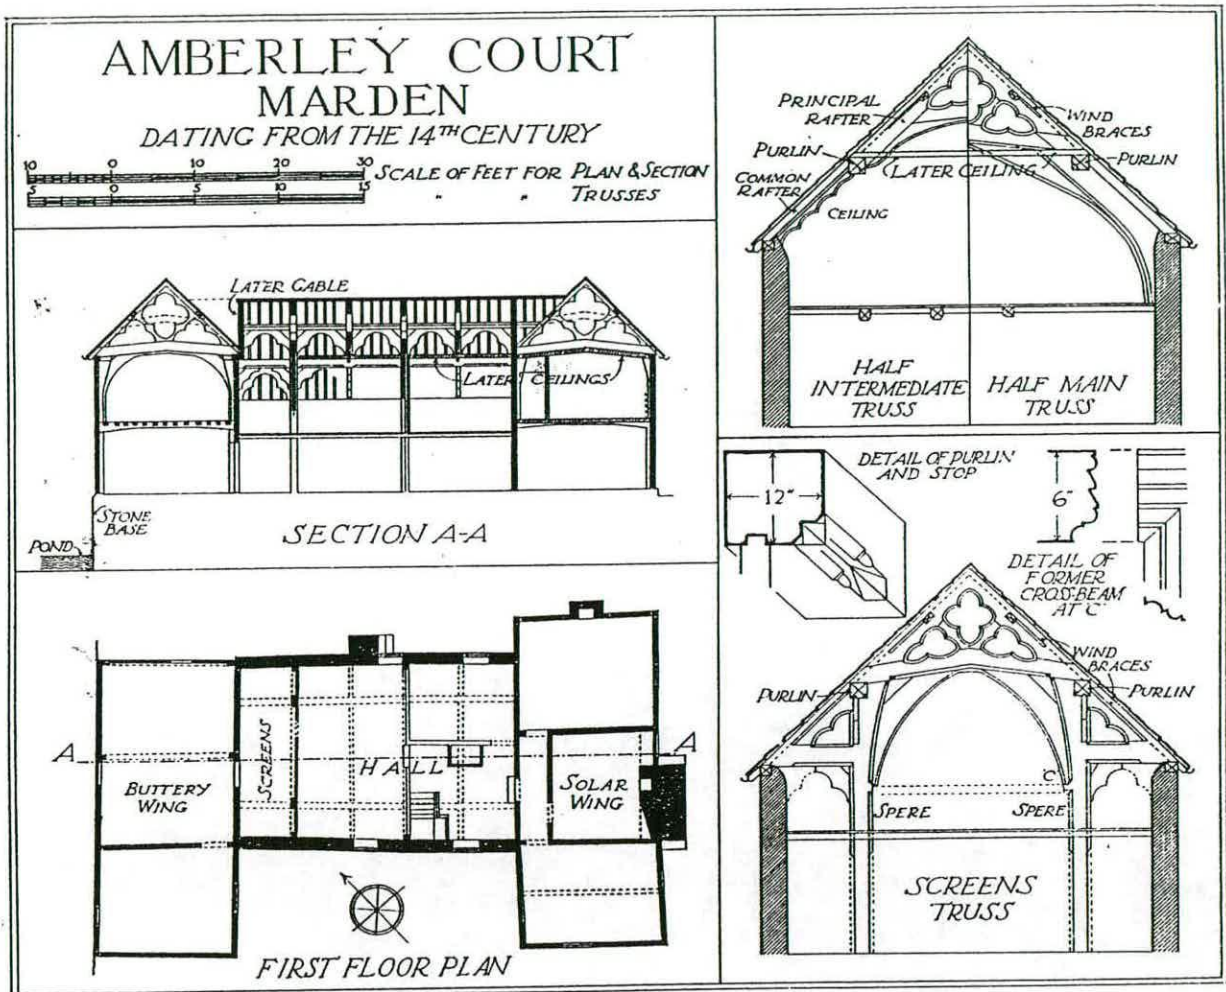 AMBERLEY COURT
MARDEN
DATING FROM THE 14TH CENTURY
10 0 10 20 30
SCALE OF FEET FOR PLAN & SECTION
5 0 5 10 15
" " TRUSSES
LATER GABLE
LATER CEILINGS
STONE
BASE
POND
SECTION A-A
A
A
BUTTERY
WING
SCREENS
HALL
SOLAR
WING
FIRST FLOOR PLAN
PRINCIPAL
RAFTER
WIND
BRACES
PURLIN
PURLIN
LATER CEILING
COMMON
RAFTER
CEILING
HALF
INTERMEDIATE
TRUSS
HALF MAIN
TRUSS
DETAIL OF PURLIN
AND STOP
12"
6"
DETAIL OF
FORMER
CROSS-BEAM
AT 'C'
WIND
BRACES
PURLIN
PURLIN
'C'
SPERE
SPERE
SCREENS
TRUSS